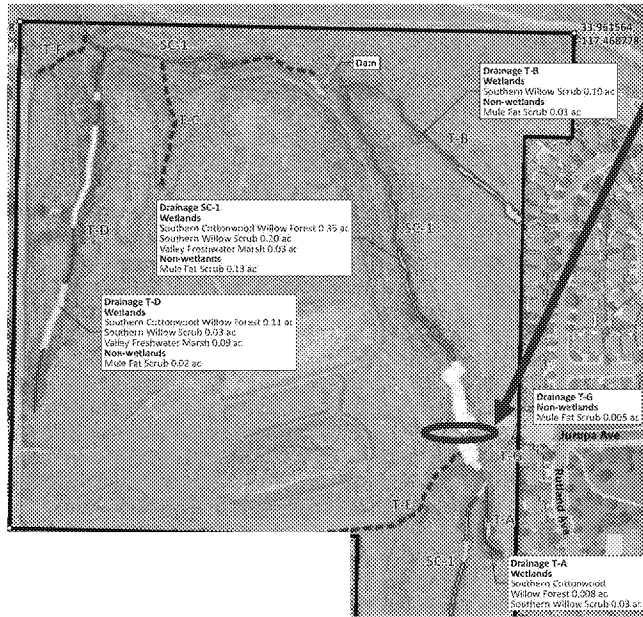 33.961564
-117.468778
T-F
SC-1
Dam
T-C
Drainage T-B
Wetlands
Southern Willow Scrub 0.10 ac
Non-wetlands
Mule Fat Scrub 0.01 ac
T-B
Drainage SC-1
Wetlands
Southern Cottonwood Willow Forest 0.35 ac
Southern Willow Scrub 0.20 ac
Valley Freshwater Marsh 0.03 ac
Non-wetlands
Mule Fat Scrub 0.13 ac
T-D
SC-1
Drainage T-D
Wetlands
Southern Cottonwood Willow Forest 0.11 ac
Southern Willow Scrub 0.03 ac
Valley Freshwater Marsh 0.09 ac
Non-wetlands
Mule Fat Scrub 0.02 ac
Drainage T-G
Non-wetlands
Mule Fat Scrub 0.005 ac
Jurupa Ave
T-G
Rutland Ave
T-A
SC-1
Drainage T-A
Wetlands
Southern Cottonwood
Willow Forest 0.008 ac
Southern Willow Scrub 0.03 ac